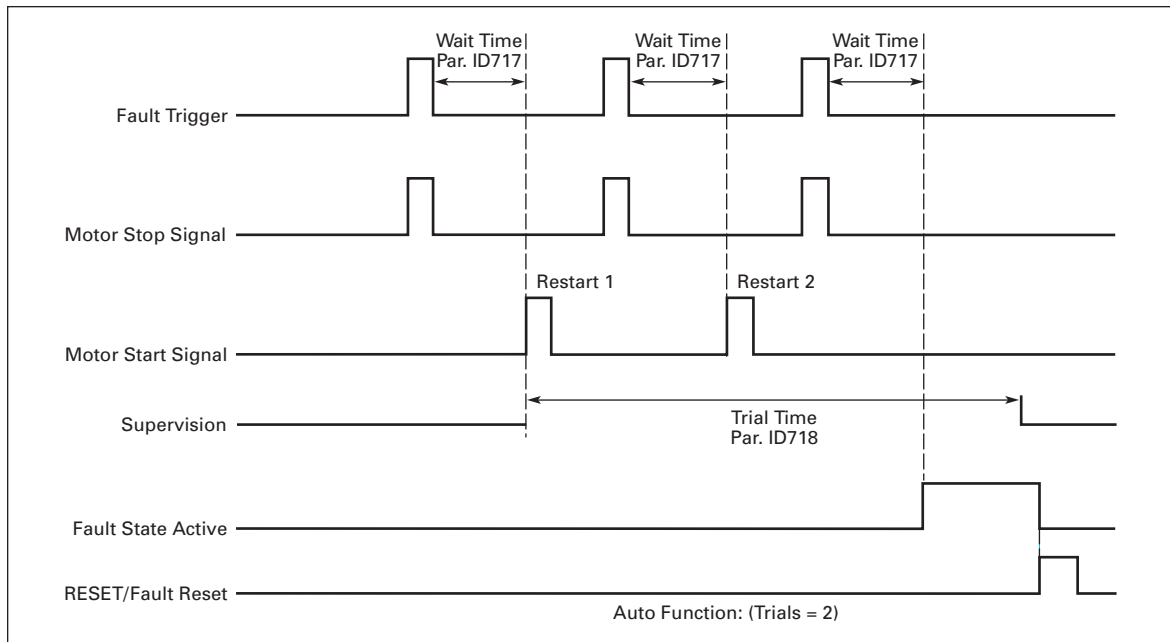 Wait Time
Par. ID717
Wait Time
Par. ID717
Wait Time
Par. ID717
Fault Trigger
Motor Stop Signal
Restart 1
Restart 2
Motor Start Signal
Supervision
Trial Time
Par. ID718
Fault State Active
RESET/Fault Reset
Auto Function: (Trials = 2)